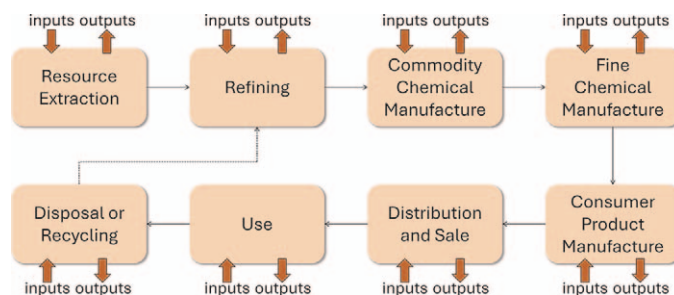 inputs outputs inputs outputs inputs outputs inputs outputs
Resource
Extraction
Refining
Commodity
Chemical
Manufacture
Fine
Chemical
Manufacture
Disposal or
Recycling
Use
Distribution
and Sale
Consumer
Product
Manufacture
inputs outputs inputs outputs inputs outputs inputs outputs